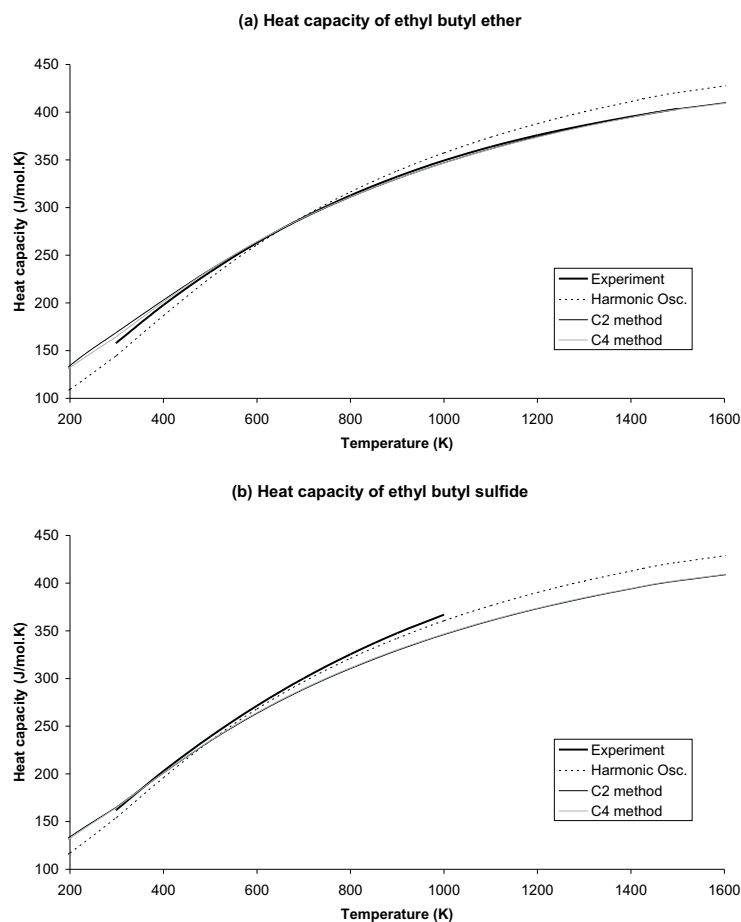 (a) Heat capacity of ethyl butyl ether
450
400
350
300
250
200
150
100
Heat capacity (J/mol.K)
Experiment
Harmonic Osc.
C2 method
C4 method
200 400 600 800 1000 1200 1400 1600
Temperature (K)
(b) Heat capacity of ethyl butyl sulfide
450
400
350
300
250
200
150
100
Heat capacity (J/mol.K)
Experiment
Harmonic Osc.
C2 method
C4 method
200 400 600 800 1000 1200 1400 1600
Temperature (K)